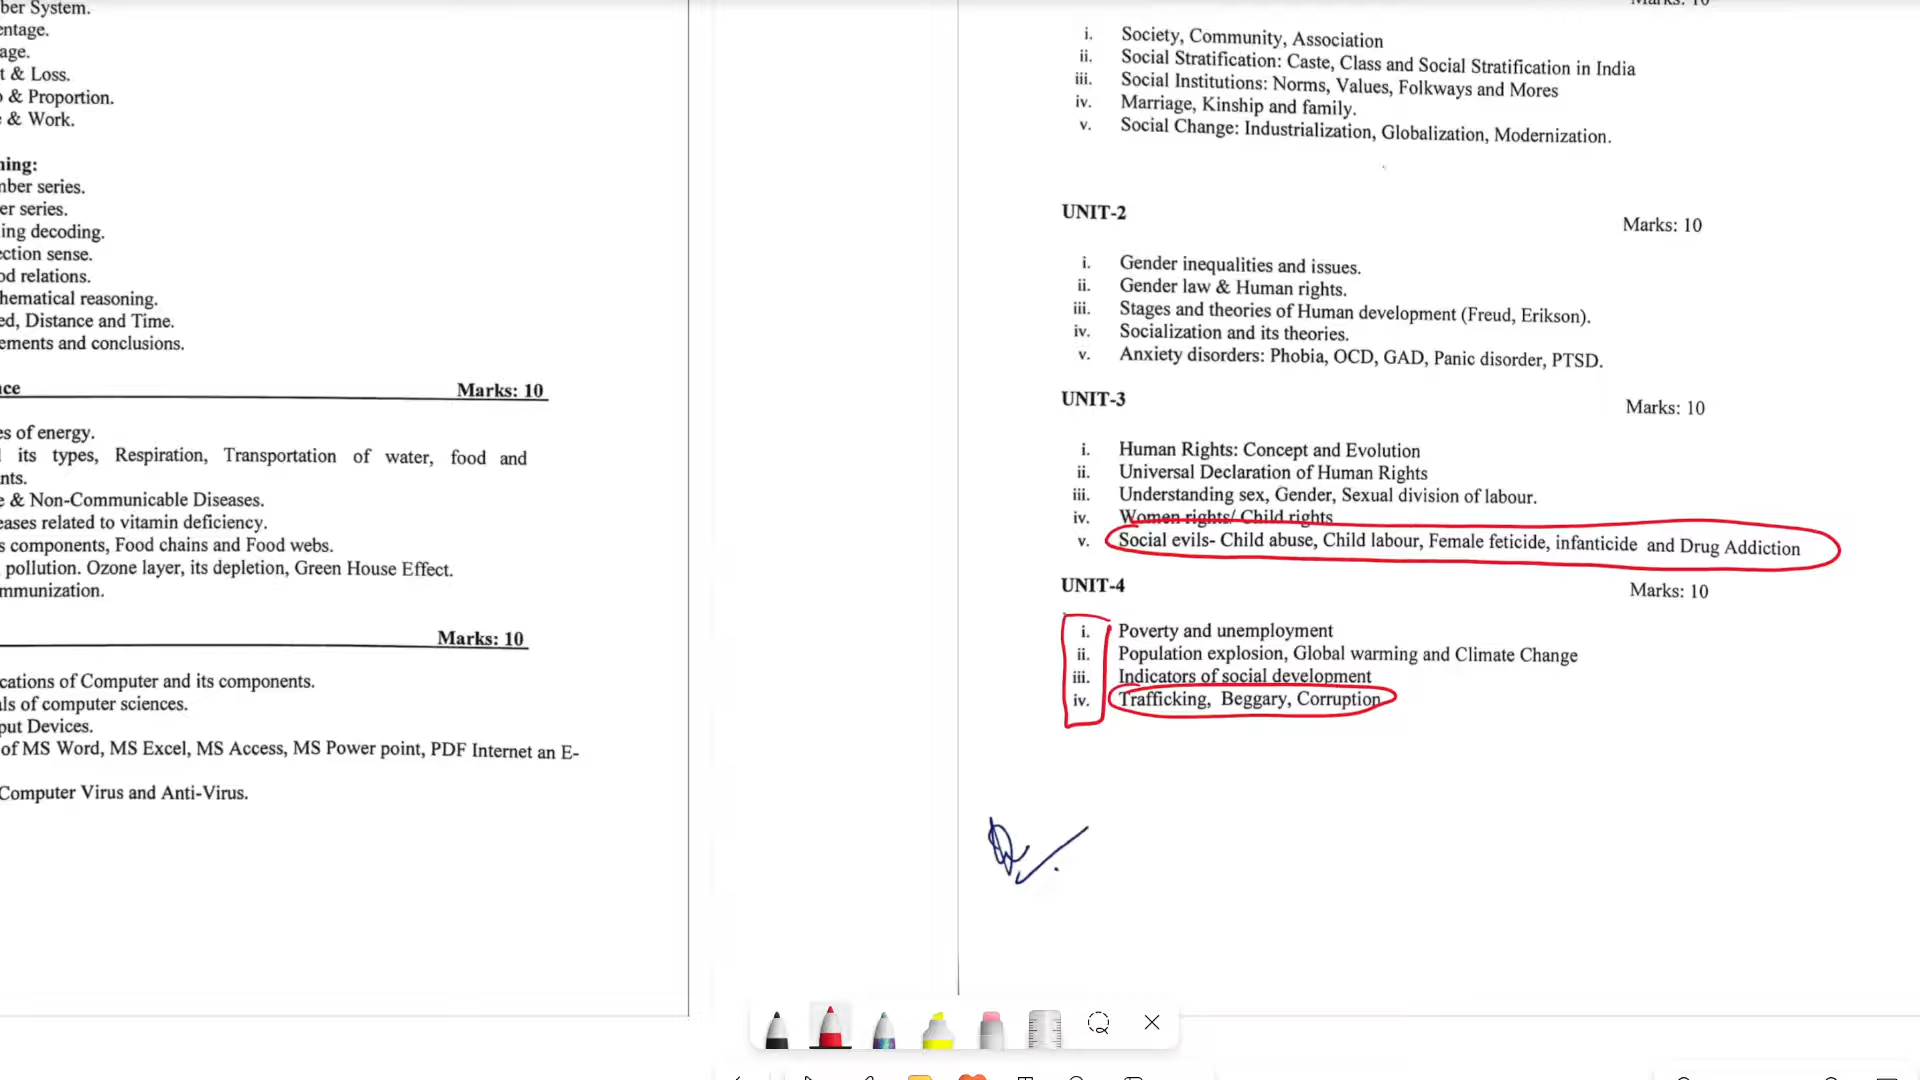 ber System.
entage.
age.
t & Loss.
& Proportion.
& Work.
ning:
nber series.
er series.
ing decoding.
ection sense.
od relations.
hematical reasoning.
ed, Distance and Time.
ements and conclusions.
nce Marks: 10
es of energy.
its types, Respiration, Transportation of water, food and
nts.
e & Non-Communicable Diseases.
eases related to vitamin deficiency.
s components, Food chains and Food webs.
pollution. Ozone layer, its depletion, Green House Effect.
mmunization.
Marks: 10
cations of Computer and its components.
ls of computer sciences.
put Devices.
of MS Word, MS Excel, MS Access, MS Power point, PDF Internet an E-
Computer Virus and Anti-Virus.
Marks: 10
i. Society, Community, Association
ii. Social Stratification: Caste, Class and Social Stratification in India
iii. Social Institutions: Norms, Values, Folkways and Mores
iv. Marriage, Kinship and family.
v. Social Change: Industrialization, Globalization, Modernization.
UNIT-2
Marks: 10
i. Gender inequalities and issues.
ii. Gender law & Human rights.
iii. Stages and theories of Human development (Freud, Erikson).
iv. Socialization and its theories.
v. Anxiety disorders: Phobia, OCD, GAD, Panic disorder, PTSD.
UNIT-3
Marks: 10
i. Human Rights: Concept and Evolution
ii. Universal Declaration of Human Rights
iii. Understanding sex, Gender, Sexual division of labour.
iv. Women rights/ Child rights
v. Social evils- Child abuse, Child labour, Female feticide, infanticide and Drug Addiction
UNIT-4
Marks: 10
i. Poverty and unemployment
ii. Population explosion, Global warming and Climate Change
iii. Indicators of social development
iv. Trafficking, Beggary, Corruption